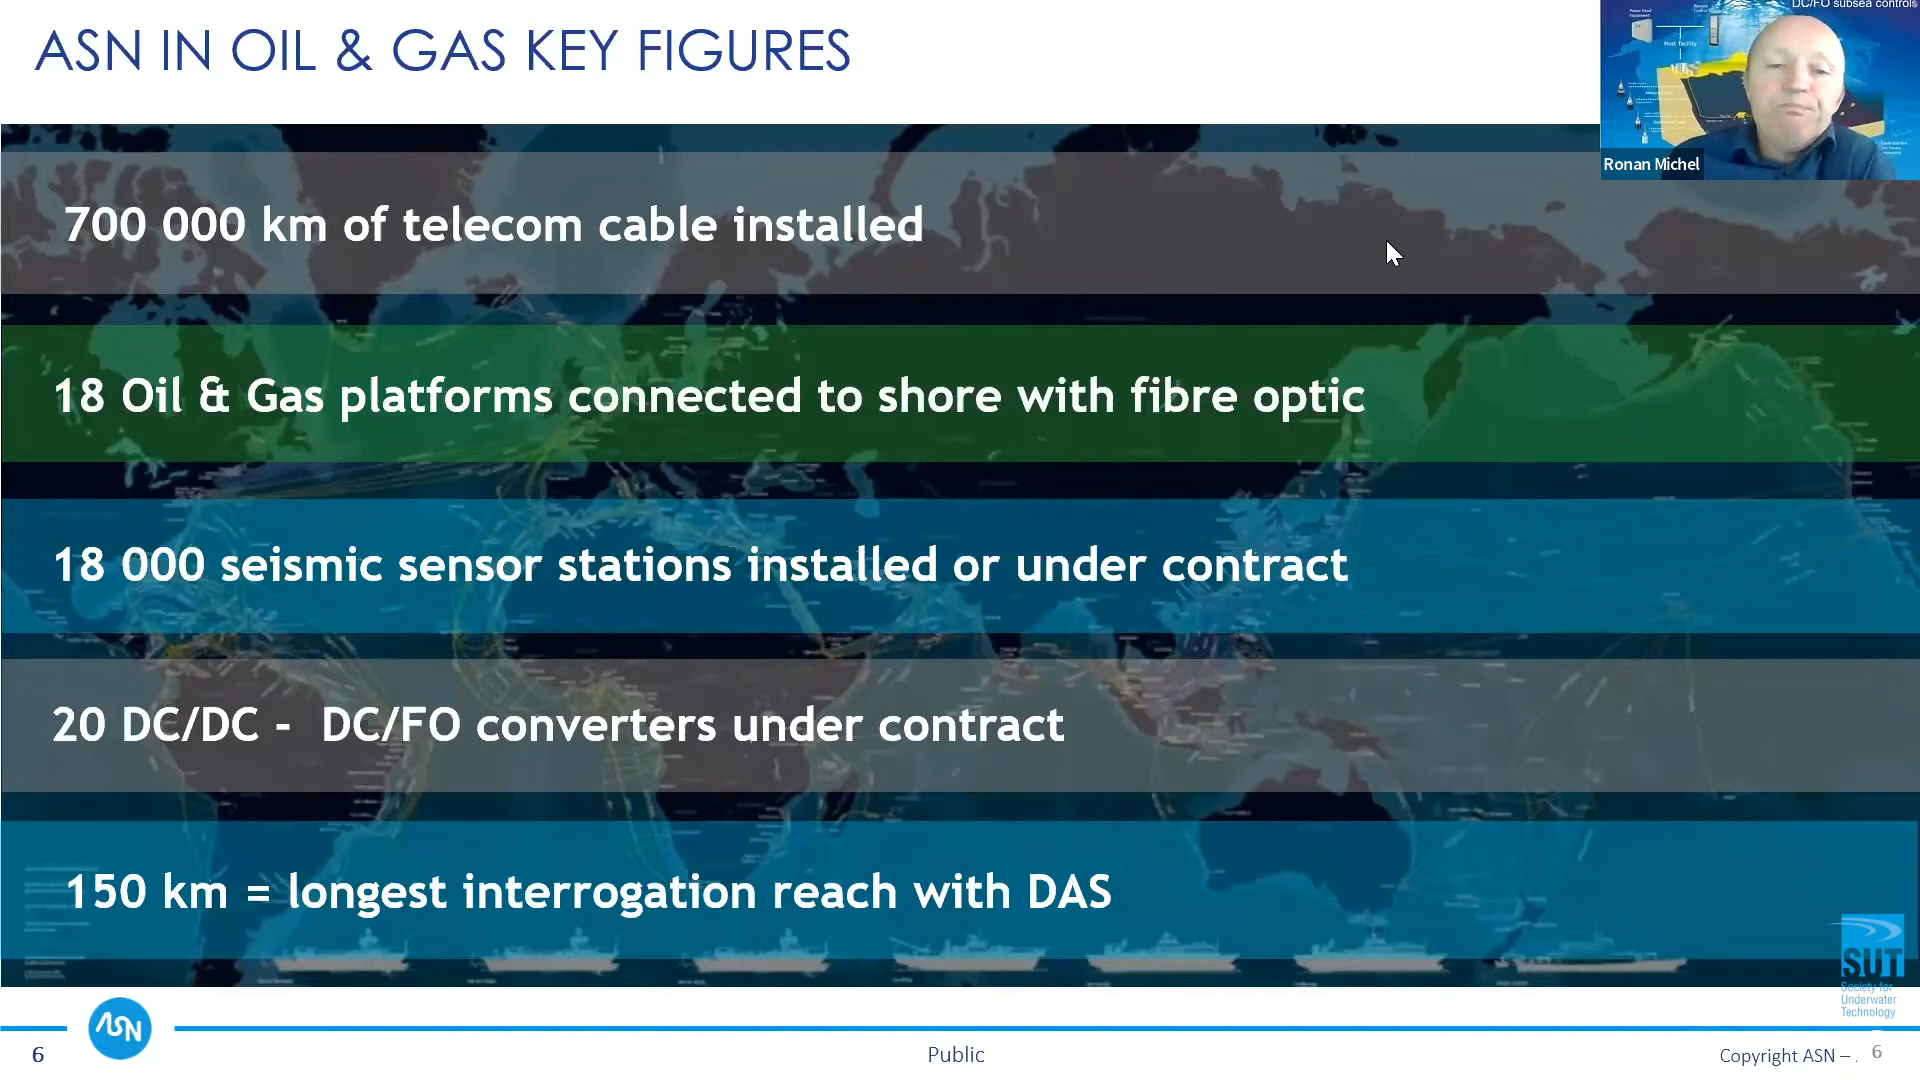 ASN IN OIL & GAS KEY FIGURES
DC/FO subsea controls
Host facility
Ronan Michel
700 000 km of telecom cable installed
18 Oil & Gas platforms connected to shore with fibre optic
18 000 seismic sensor stations installed or under contract
20 DC/DC -  DC/FO converters under contract
150 km = longest interrogation reach with DAS
SUT
Society for
Underwater
Technology
ASN
6
Public
Copyright ASN – .
6